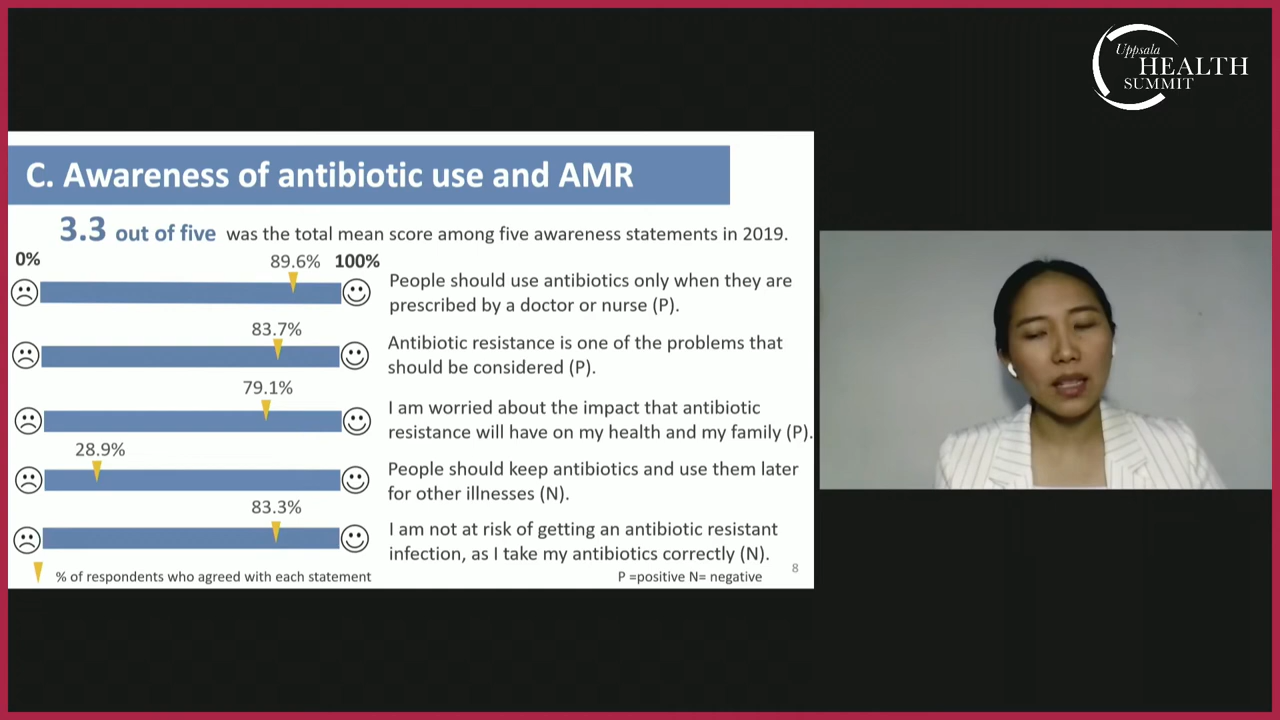 Uppsala
HEALTH
SUMMIT
C. Awareness of antibiotic use and AMR
3.3 out of five was the total mean score among five awareness statements in 2019.
0% 89.6% 100%
People should use antibiotics only when they are
prescribed by a doctor or nurse (P).
83.7%
Antibiotic resistance is one of the problems that
should be considered (P).
79.1%
I am worried about the impact that antibiotic
resistance will have on my health and my family (P).
28.9%
People should keep antibiotics and use them later
for other illnesses (N).
83.3%
I am not at risk of getting an antibiotic resistant
infection, as I take my antibiotics correctly (N).
% of respondents who agreed with each statement
P =positive N= negative
8